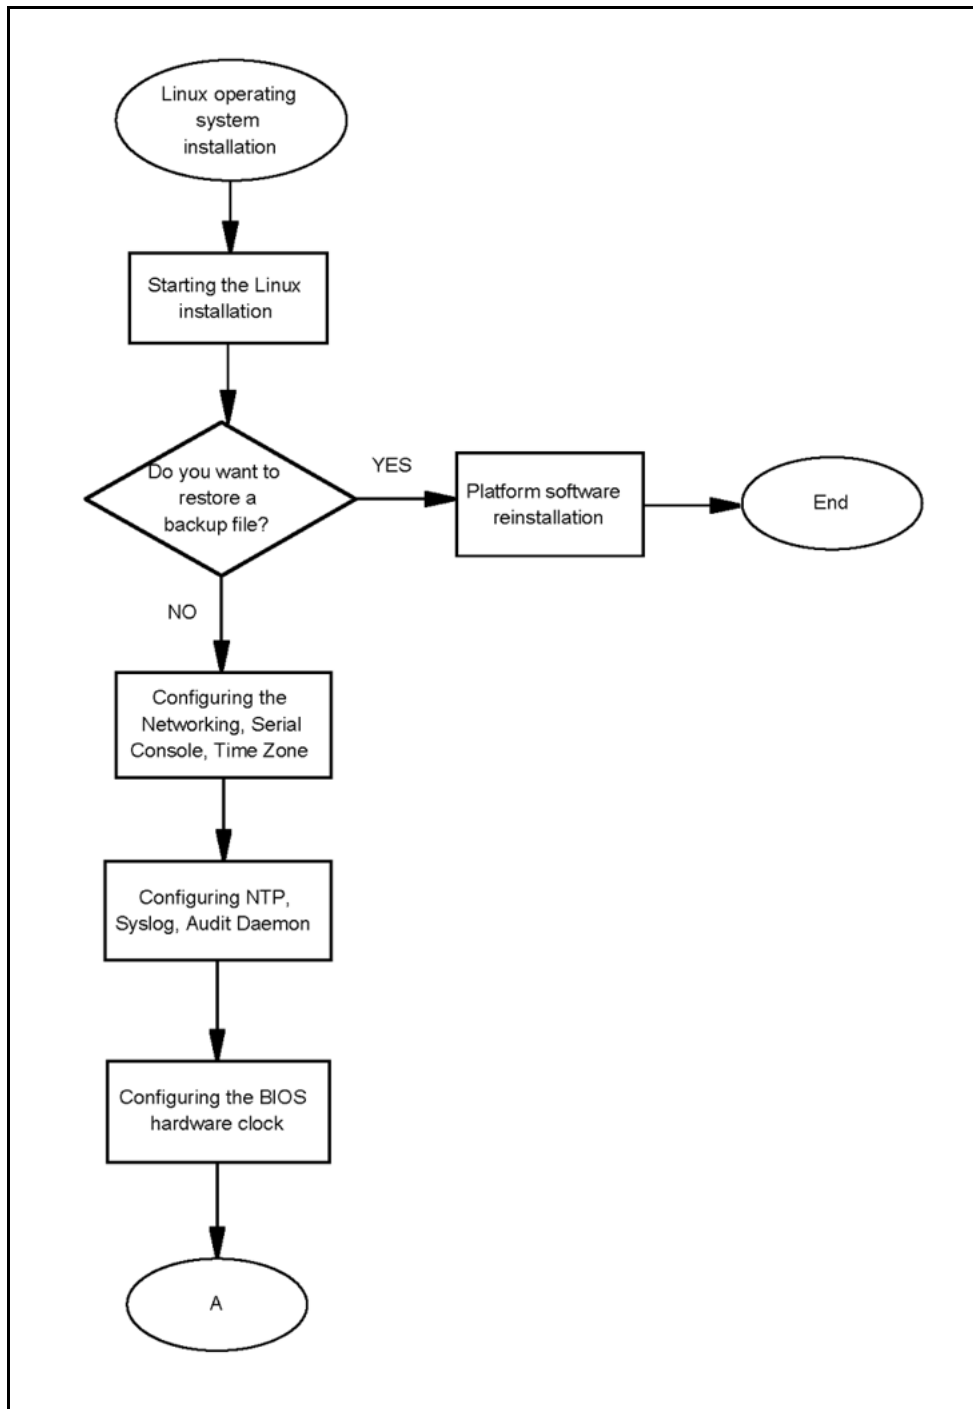 Linux operating
system
installation
Starting the Linux
installation
Do you want to
restore a
backup file?
YES
Platform software
reinstallation
End
NO
Configuring the
Networking, Serial
Console, Time Zone
Configuring NTP,
Syslog, Audit Daemon
Configuring the BIOS
hardware clock
A